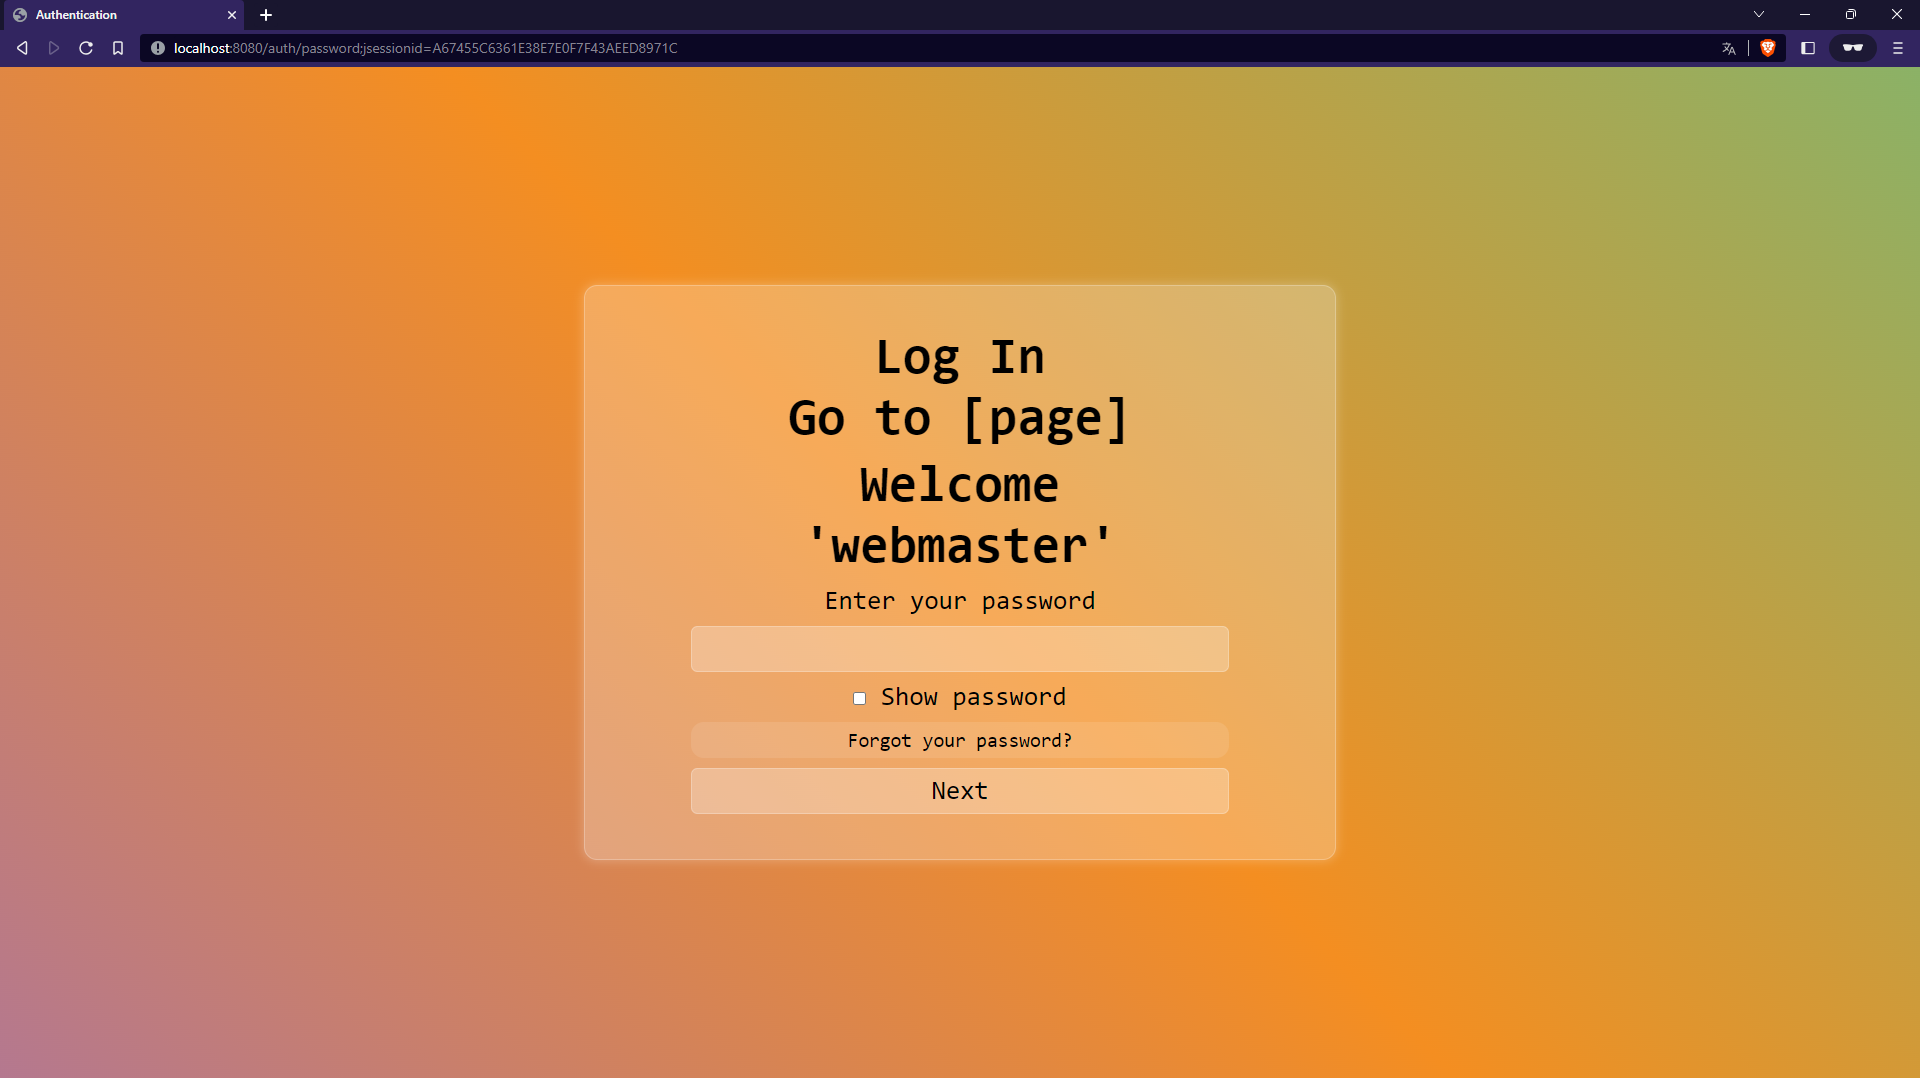 Authentication
localhost:8080/auth/password;jsessionid=A67455C6361E38E7E0F7F43AEED8971C
Log In
Go to [page]
Welcome
'webmaster'
Enter your password
Show password
Forgot your password?
Next